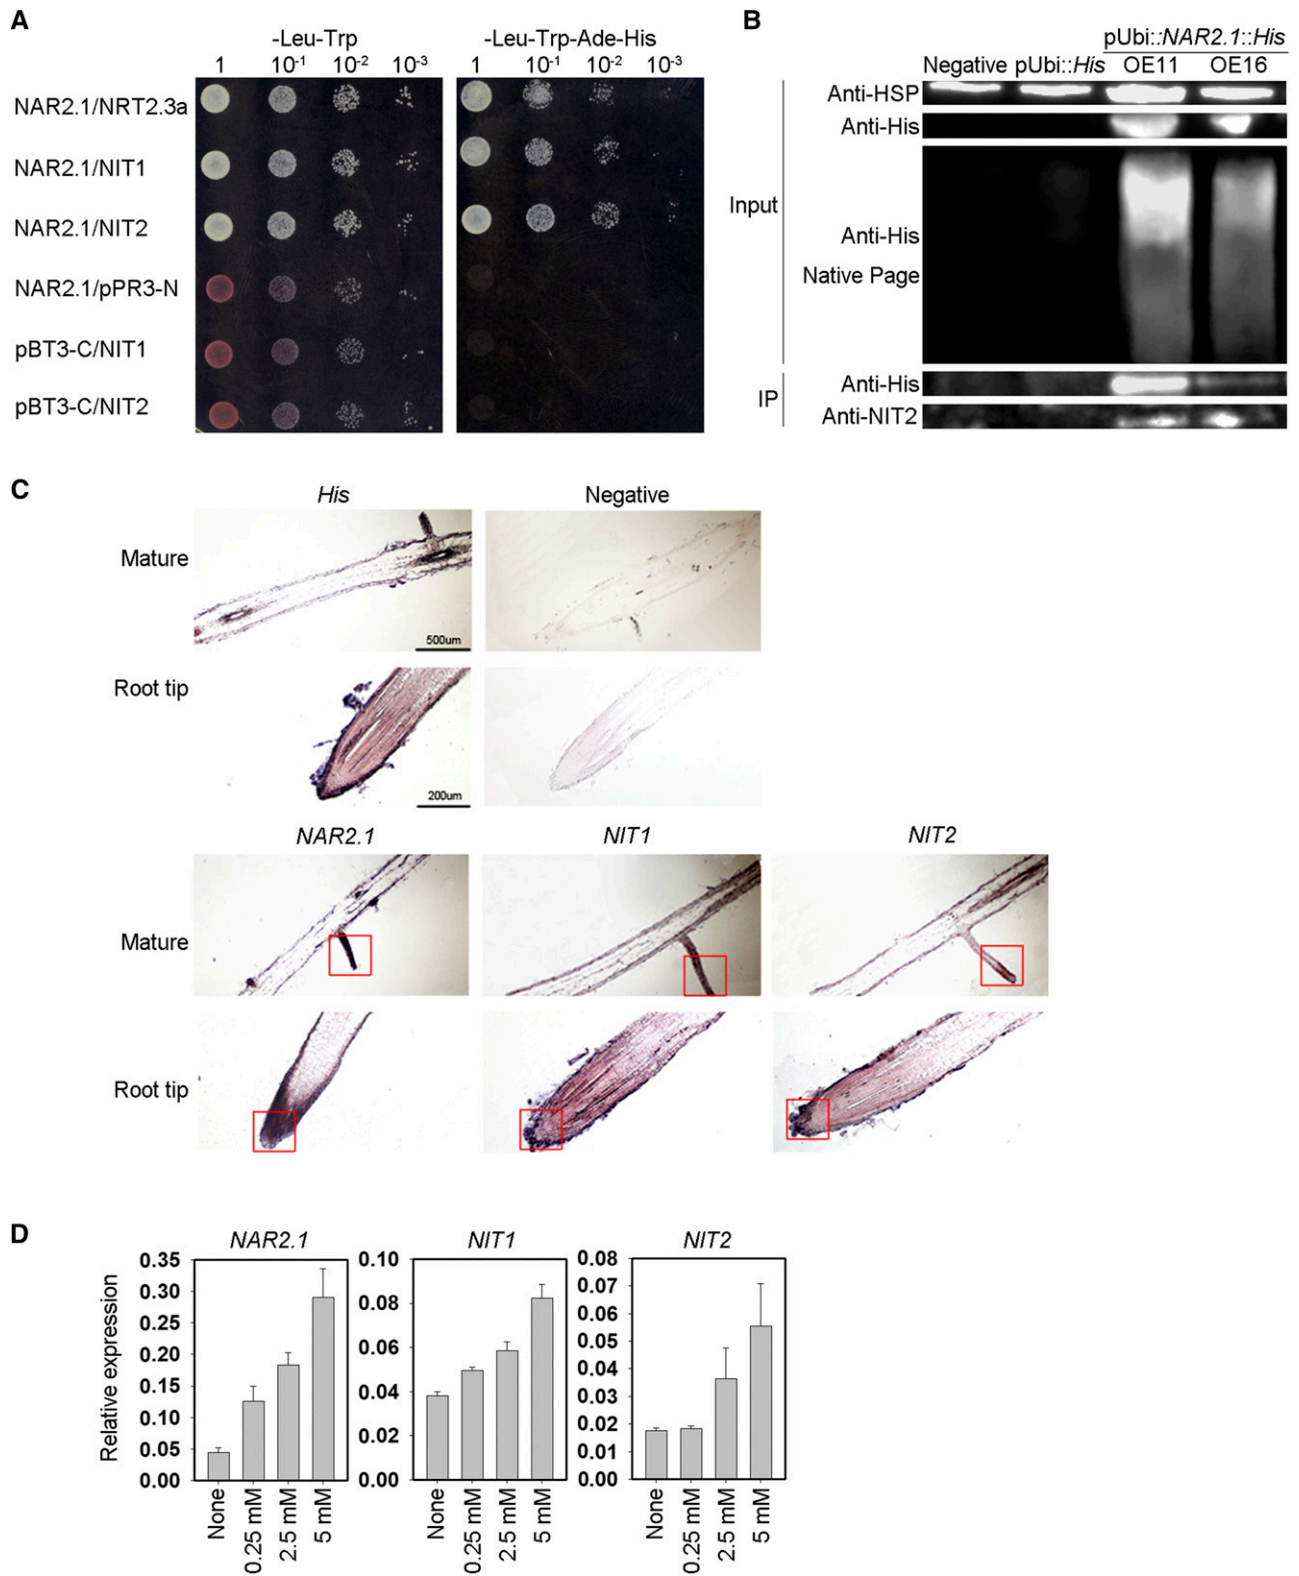 A
-Leu-Trp
-Leu-Trp-Ade-His
1 10-1 10-2 10-3
1 10-1 10-2 10-3
NAR2.1/NRT2.3a
NAR2.1/NIT1
NAR2.1/NIT2
NAR2.1/pPR3-N
pBT3-C/NIT1
pBT3-C/NIT2
B
pUbi::NAR2.1::His
Negative pUbi::His OE11 OE16
Input
Anti-HSP
Anti-His
Anti-His
Native Page
IP
Anti-His
Anti-NIT2
C
His Negative
Mature
500um
Root tip
200um
NAR2.1 NIT1 NIT2
Mature
Root tip
D
Relative expression
NAR2.1
0.35
0.30
0.25
0.20
0.15
0.10
0.05
0.00
None 0.25 mM 2.5 mM 5 mM
NIT1
0.10
0.08
0.06
0.04
0.02
0.00
None 0.25 mM 2.5 mM 5 mM
NIT2
0.08
0.07
0.06
0.05
0.04
0.03
0.02
0.01
0.00
None 0.25 mM 2.5 mM 5 mM